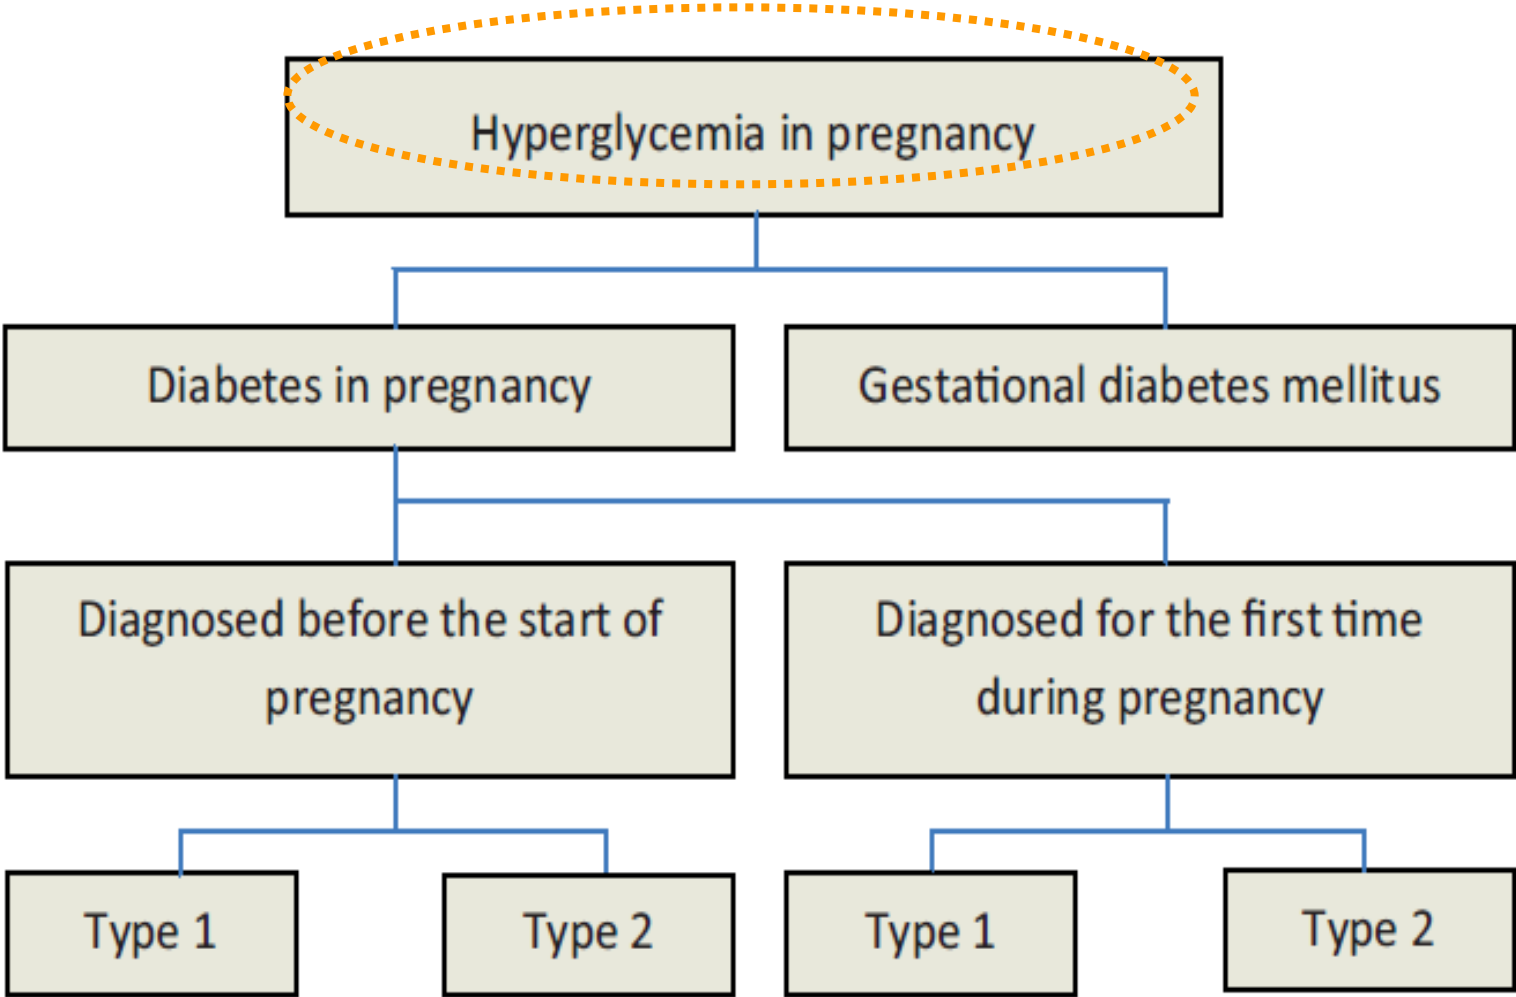 Hyperglycemia in pregnancy
Diabetes in pregnancy
Gestational diabetes mellitus
Diagnosed before the start of
pregnancy
Diagnosed for the first time
during pregnancy
Type 1
Type 2
Type 1
Type 2